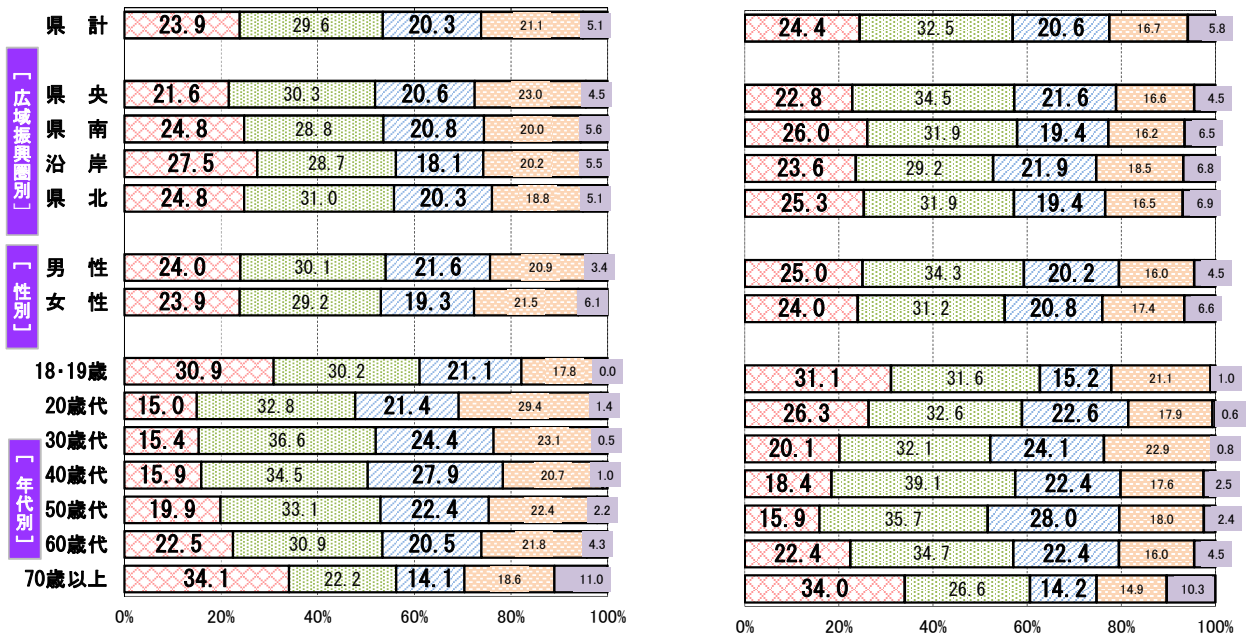 県 計 23.9 29.6 20.3 21.1 5.1 24.4 32.5 20.6 16.7 5.8
[広域振興圏別]
県 央 21.6 30.3 20.6 23.0 4.5 22.8 34.5 21.6 16.6 4.5
県 南 24.8 28.8 20.8 20.0 5.6 26.0 31.9 19.4 16.2 6.5
沿 岸 27.5 28.7 18.1 20.2 5.5 23.6 29.2 21.9 18.5 6.8
県 北 24.8 31.0 20.3 18.8 5.1 25.3 31.9 19.4 16.5 6.9
[性別]
男 性 24.0 30.1 21.6 20.9 3.4 25.0 34.3 20.2 16.0 4.5
女 性 23.9 29.2 19.3 21.5 6.1 24.0 31.2 20.8 17.4 6.6
[年代別]
18・19歳 30.9 30.2 21.1 17.8 0.0 31.1 31.6 15.2 21.1 1.0
20歳代 15.0 32.8 21.4 29.4 1.4 26.3 32.6 22.6 17.9 0.6
30歳代 15.4 36.6 24.4 23.1 0.5 20.1 32.1 24.1 22.9 0.8
40歳代 15.9 34.5 27.9 20.7 1.0 18.4 39.1 22.4 17.6 2.5
50歳代 19.9 33.1 22.4 22.4 2.2 15.9 35.7 28.0 18.0 2.4
60歳代 22.5 30.9 20.5 21.8 4.3 22.4 34.7 22.4 16.0 4.5
70歳以上 34.1 22.2 14.1 18.6 11.0 34.0 26.6 14.2 14.9 10.3
0% 20% 40% 60% 80% 100% 0% 20% 40% 60% 80% 100%